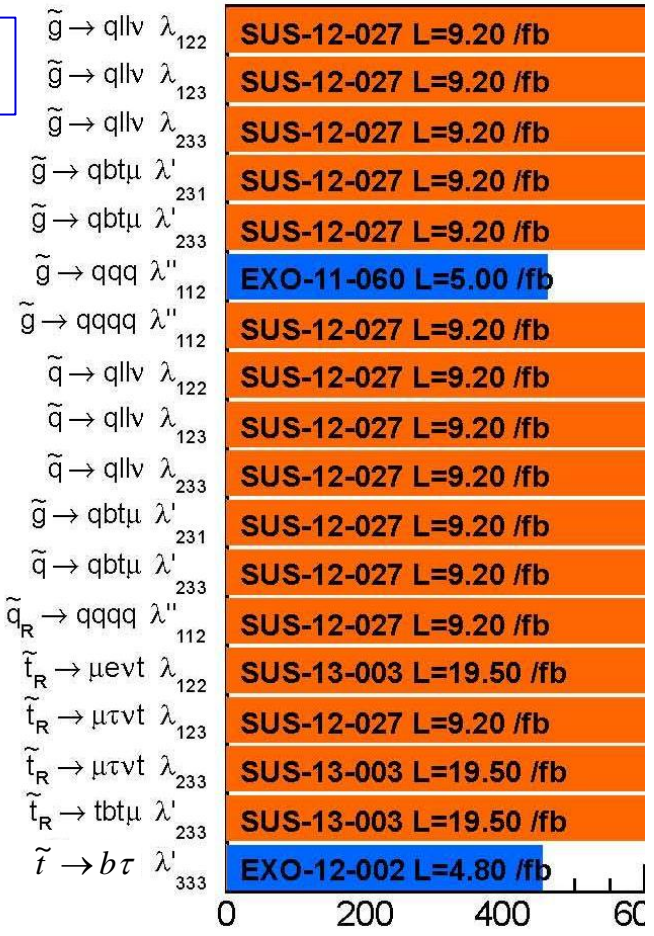 g̃ → qllν λ₁₂₂ SUS-12-027 L=9.20 /fb
g̃ → qllν λ₁₂₃ SUS-12-027 L=9.20 /fb
g̃ → qllν λ₂₃₃ SUS-12-027 L=9.20 /fb
g̃ → qbtμ λ'₂₃₁ SUS-12-027 L=9.20 /fb
g̃ → qbtμ λ'₂₃₃ SUS-12-027 L=9.20 /fb
g̃ → qqq λ''₁₁₂ EXO-11-060 L=5.00 /fb
g̃ → qqqq λ''₁₁₂ SUS-12-027 L=9.20 /fb
q̃ → qllν λ₁₂₂ SUS-12-027 L=9.20 /fb
q̃ → qllν λ₁₂₃ SUS-12-027 L=9.20 /fb
q̃ → qllν λ₂₃₃ SUS-12-027 L=9.20 /fb
g̃ → qbtμ λ'₂₃₁ SUS-12-027 L=9.20 /fb
q̃ → qbtμ λ'₂₃₃ SUS-12-027 L=9.20 /fb
q̃_R → qqqq λ''₁₁₂ SUS-12-027 L=9.20 /fb
t̃_R → μeνt λ₁₂₂ SUS-13-003 L=19.50 /fb
t̃_R → μτνt λ₁₂₃ SUS-12-027 L=9.20 /fb
t̃_R → μτνt λ₂₃₃ SUS-13-003 L=19.50 /fb
t̃_R → tbtμ λ'₂₃₃ SUS-13-003 L=19.50 /fb
t̃ → bτ λ'₃₃₃ EXO-12-002 L=4.80 /fb
0 200 400 60